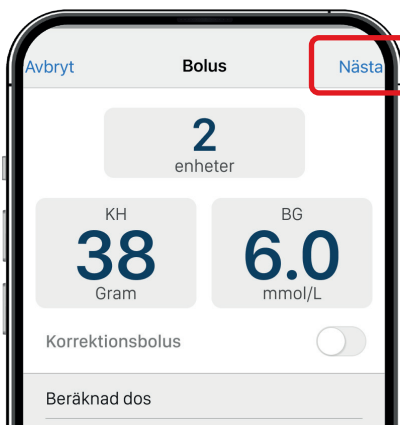 Avbryt Bolus Nästa
2
enheter
KH BG
38 6.0
Gram mmol/L
Korrektionsbolus
Beräknad dos